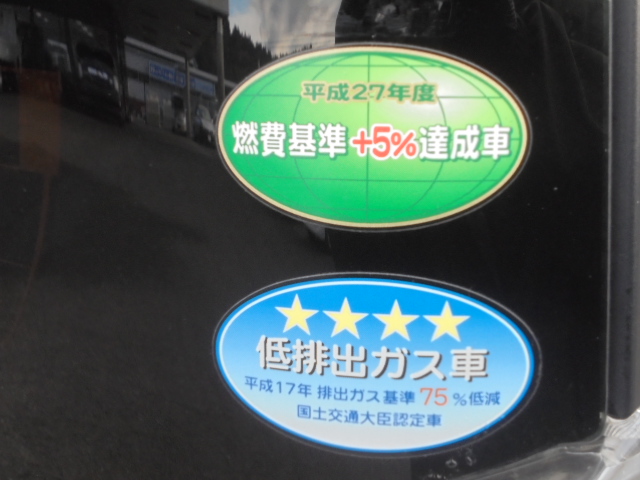 平成27年度
燃費基準+5%達成車
★★★★
低排出ガス車
平成17年 排出ガス基準 75 %低減
国土交通大臣認定車